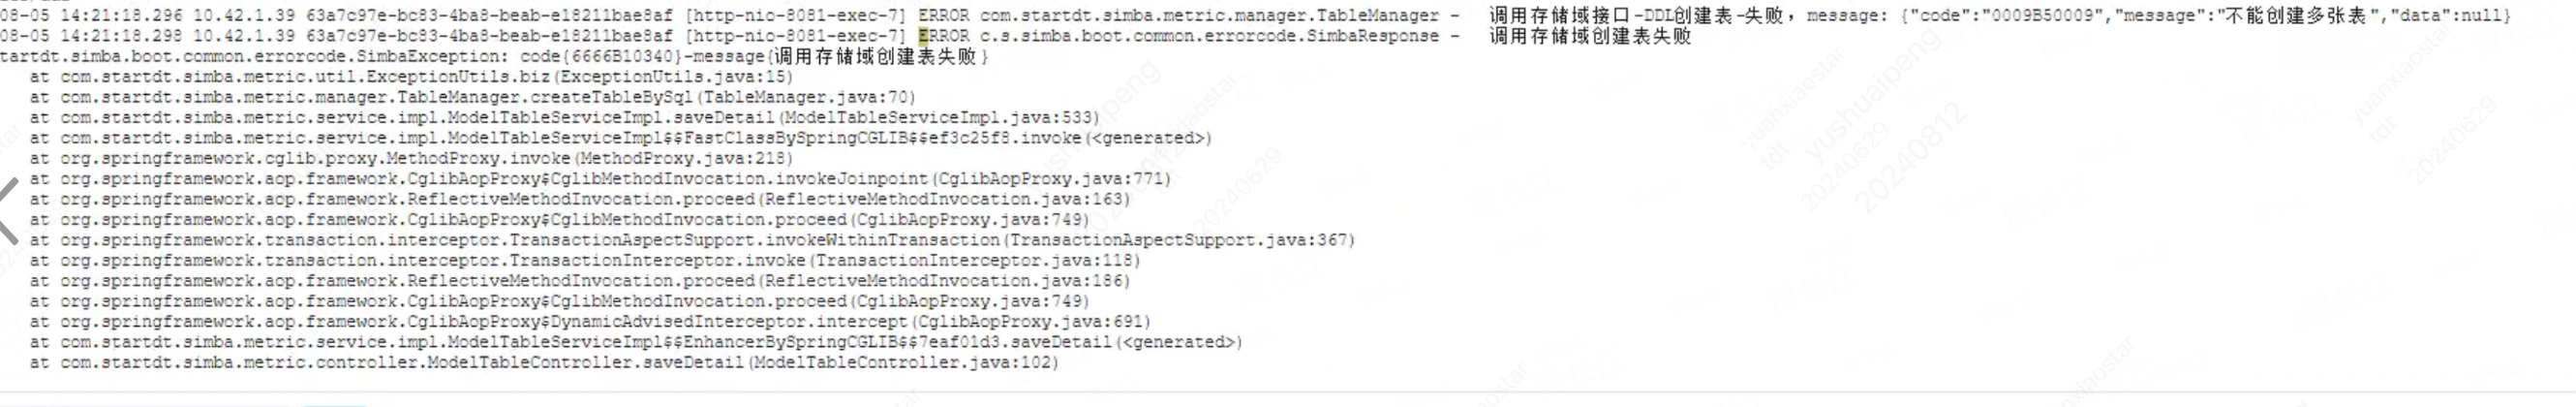 08-05 14:21:18.296 10.42.1.39 63a7c97e-bc83-4ba8-beab-e18211bae8af [http-nio-8081-exec-7] ERROR com.startdt.simba.metric.manager.TableManager - 调用存储域接口-DDL创建表-失败，message: {"code":"0009B50009","message":"不能创建多张表","data":null}
08-05 14:21:18.298 10.42.1.39 63a7c97e-bc83-4ba8-beab-e18211bae8af [http-nio-8081-exec-7] ERROR c.s.simba.boot.common.errorcode.SimbaResponse - 调用存储域创建表失败
tartdt.simba.boot.common.errorcode.SimbaException: code{6666B10340}-message{调用存储域创建表失败}
at com.startdt.simba.metric.util.ExceptionUtils.biz(ExceptionUtils.java:15)
at com.startdt.simba.metric.manager.TableManager.createTableBySql(TableManager.java:70)
at com.startdt.simba.metric.service.impl.ModelTableServiceImpl.saveDetail(ModelTableServiceImpl.java:533)
at com.startdt.simba.metric.service.impl.ModelTableServiceImpl$$FastClassBySpringCGLIB$$ef3c25f8.invoke(<generated>)
at org.springframework.cglib.proxy.MethodProxy.invoke(MethodProxy.java:218)
at org.springframework.aop.framework.CglibAopProxy$CglibMethodInvocation.invokeJoinpoint(CglibAopProxy.java:771)
at org.springframework.aop.framework.ReflectiveMethodInvocation.proceed(ReflectiveMethodInvocation.java:163)
at org.springframework.aop.framework.CglibAopProxy$CglibMethodInvocation.proceed(CglibAopProxy.java:749)
at org.springframework.transaction.interceptor.TransactionAspectSupport.invokeWithinTransaction(TransactionAspectSupport.java:367)
at org.springframework.transaction.interceptor.TransactionInterceptor.invoke(TransactionInterceptor.java:118)
at org.springframework.aop.framework.ReflectiveMethodInvocation.proceed(ReflectiveMethodInvocation.java:186)
at org.springframework.aop.framework.CglibAopProxy$CglibMethodInvocation.proceed(CglibAopProxy.java:749)
at org.springframework.aop.framework.CglibAopProxy$DynamicAdvisedInterceptor.intercept(CglibAopProxy.java:691)
at com.startdt.simba.metric.service.impl.ModelTableServiceImpl$$EnhancerBySpringCGLIB$$7eaf01d3.saveDetail(<generated>)
at com.startdt.simba.metric.controller.ModelTableController.saveDetail(ModelTableController.java:102)
yuanxiaostar
tdt
20240629
yushuaipeng
20240812
yuanxiaostar
tdt
20240629